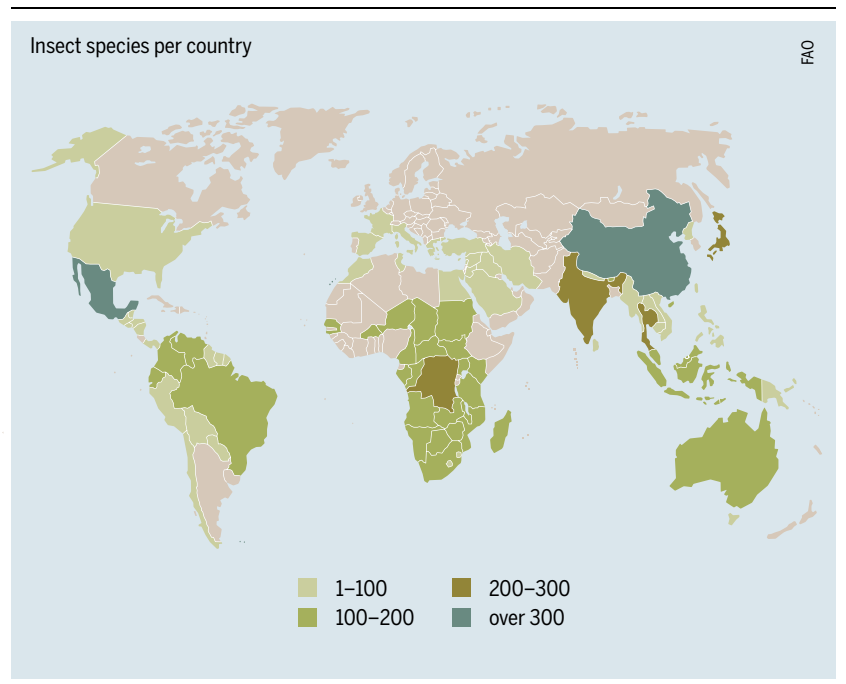 Insect species per country
FAO
1–100
200–300
100–200
over 300